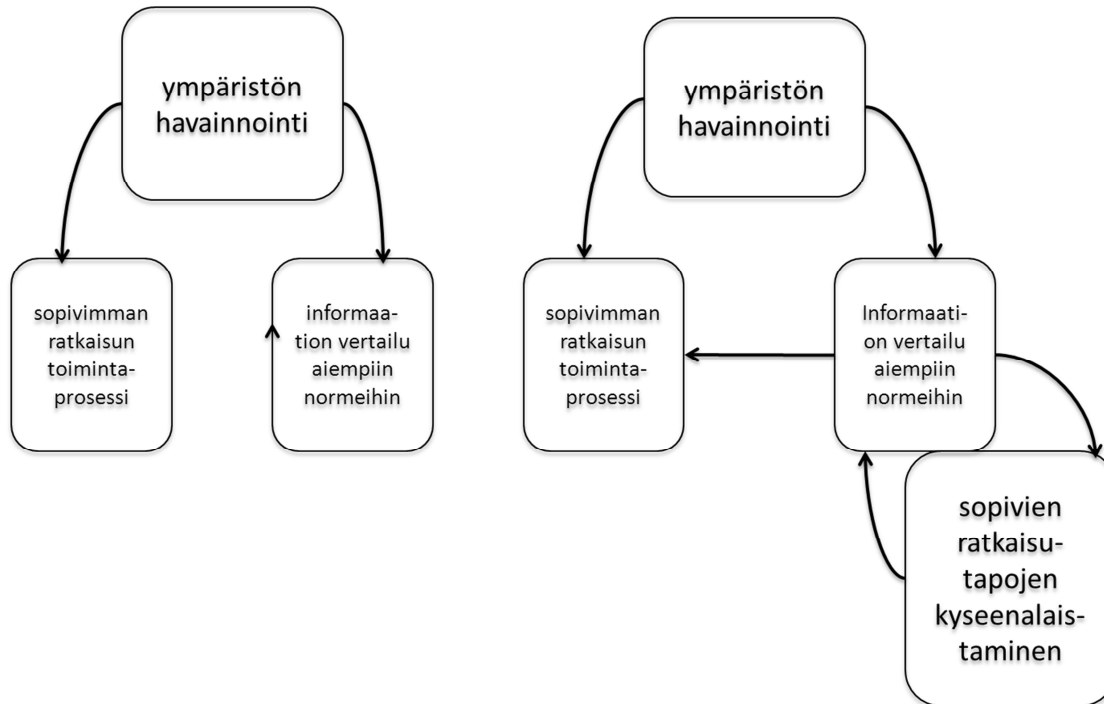 ympäristön
havainnointi
sopivimman
ratkaisun
toiminta-
prosessi
informaa-
tion vertailu
aiempiin
normeihin
ympäristön
havainnointi
sopivimman
ratkaisun
toiminta-
prosessi
Informaati-
on vertailu
aiempiin
normeihin
sopivien
ratkaisu-
tapojen
kyseenalais-
taminen